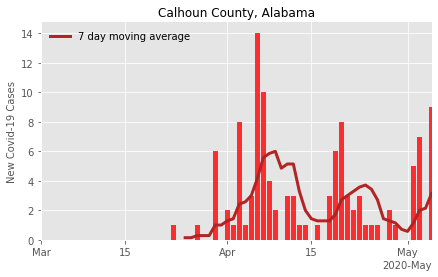 Calhoun County, Alabama
7 day moving average
New Covid-19 Cases
14
12
10
8
6
4
2
0
Mar 15 Apr 15 May
2020-May